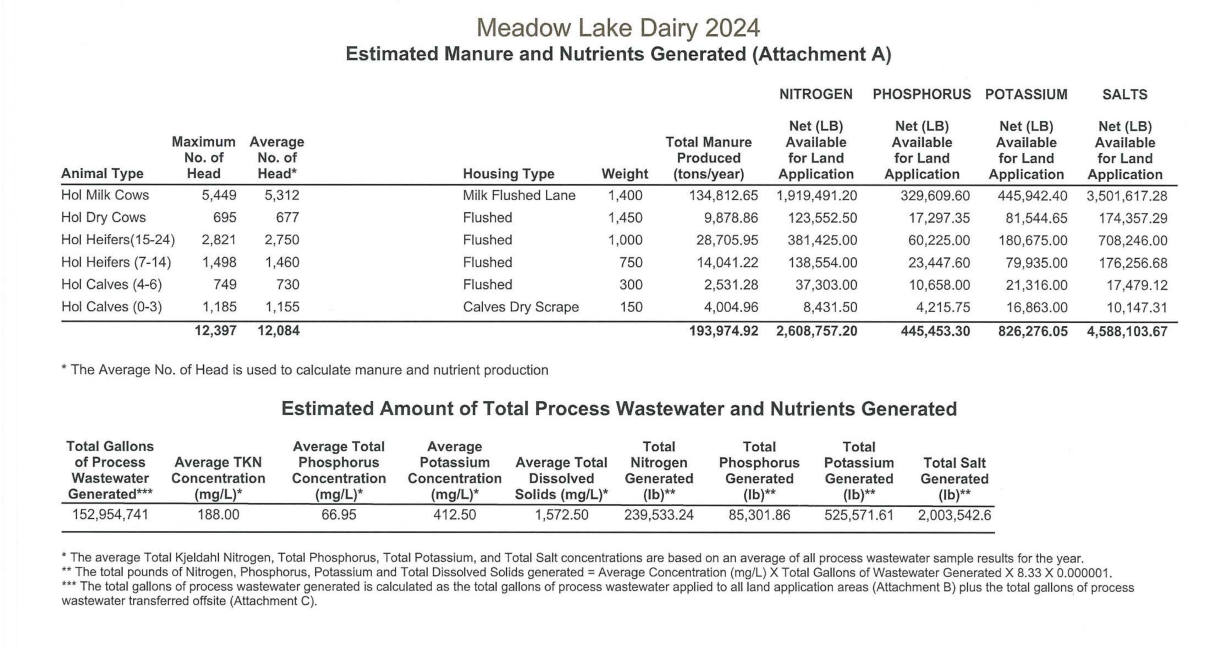 Meadow Lake Dairy 2024
Estimated Manure and Nutrients Generated (Attachment A)
NITROGEN PHOSPHORUS POTASSIUM SALTS
Animal Type Maximum No. of Head Average No. of Head* Housing Type Weight Total Manure Produced (tons/year) Net (LB) Available for Land Application Net (LB) Available for Land Application Net (LB) Available for Land Application Net (LB) Available for Land Application
Hol Milk Cows 5,449 5,312 Milk Flushed Lane 1,400 134,812.65 1,919,491.20 329,609.60 445,942.40 3,501,617.28
Hol Dry Cows 695 677 Flushed 1,450 9,878.86 123,552.50 17,297.35 81,544.65 174,357.29
Hol Heifers(15-24) 2,821 2,750 Flushed 1,000 28,705.95 381,425.00 60,225.00 180,675.00 708,246.00
Hol Heifers (7-14) 1,498 1,460 Flushed 750 14,041.22 138,554.00 23,447.60 79,935.00 176,256.68
Hol Calves (4-6) 749 730 Flushed 300 2,531.28 37,303.00 10,658.00 21,316.00 17,479.12
Hol Calves (0-3) 1,185 1,155 Calves Dry Scrape 150 4,004.96 8,431.50 4,215.75 16,863.00 10,147.31
12,397 12,084 193,974.92 2,608,757.20 445,453.30 826,276.05 4,588,103.67
* The Average No. of Head is used to calculate manure and nutrient production
Estimated Amount of Total Process Wastewater and Nutrients Generated
Total Gallons of Process Wastewater Generated*** Average TKN Concentration (mg/L)* Average Total Phosphorus Concentration (mg/L)* Average Potassium Concentration (mg/L)* Average Total Dissolved Solids (mg/L)* Total Nitrogen Generated (lb)** Total Phosphorus Generated (lb)** Total Potassium Generated (lb)** Total Salt Generated (lb)**
152,954,741 188.00 66.95 412.50 1,572.50 239,533.24 85,301.86 525,571.61 2,003,542.6
* The average Total Kjeldahl Nitrogen, Total Phosphorus, Total Potassium, and Total Salt concentrations are based on an average of all process wastewater sample results for the year.
** The total pounds of Nitrogen, Phosphorus, Potassium and Total Dissolved Solids generated = Average Concentration (mg/L) X Total Gallons of Wastewater Generated X 8.33 X 0.000001.
*** The total gallons of process wastewater generated is calculated as the total gallons of process wastewater applied to all land application areas (Attachment B) plus the total gallons of process
wastewater transferred offsite (Attachment C).